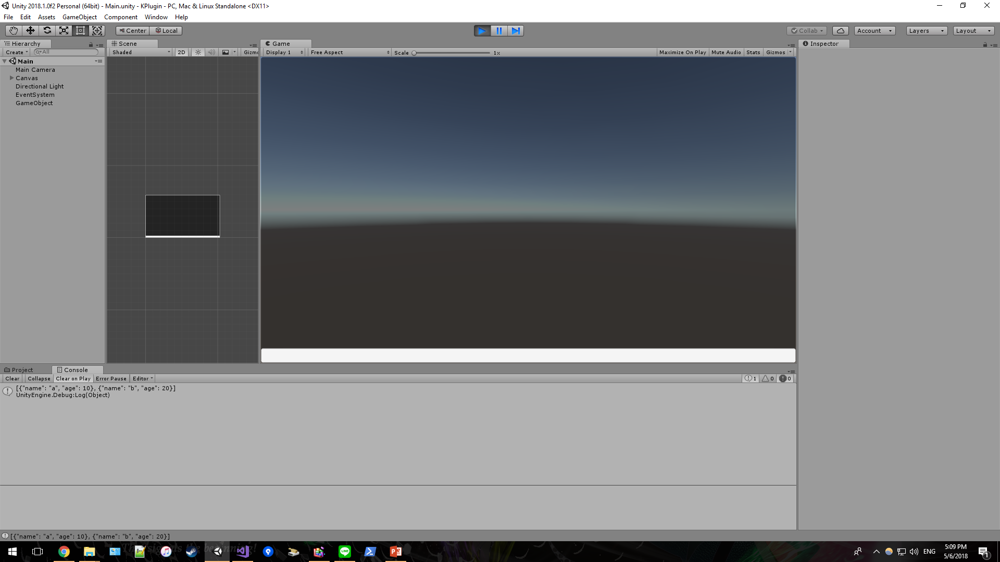 Unity 2018.1.0f2 Personal (64bit) - Main.unity - KPlugin - PC, Mac & Linux Standalone <DX11>
File Edit Assets GameObject Component Window Help
Center Local Collab Account Layers Layout
Hierarchy
Create All
Main
Main Camera
Canvas
Directional Light
EventSystem
GameObject
Scene
Shaded 2D Gizmo
Game
Display 1 Free Aspect Scale 1x Maximize On Play Mute Audio Stats Gizmos
Inspector
Project Console
Clear Collapse Clear on Play Error Pause Editor 1 0 0
[{"name": "a", "age": 10}, {"name": "b", "age": 20}]
UnityEngine.Debug:Log(Object)
[{"name": "a", "age": 10}, {"name": "b", "age": 20}]
LINE
ENG
5:09 PM
5/6/2018
1